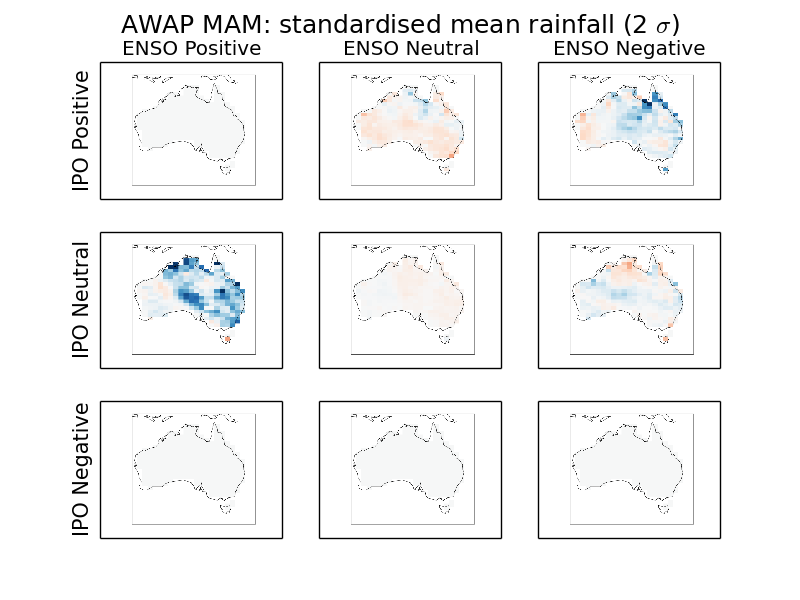 AWAP MAM: standardised mean rainfall (2 σ)
ENSO Positive
ENSO Neutral
ENSO Negative
IPO Positive
IPO Neutral
IPO Negative